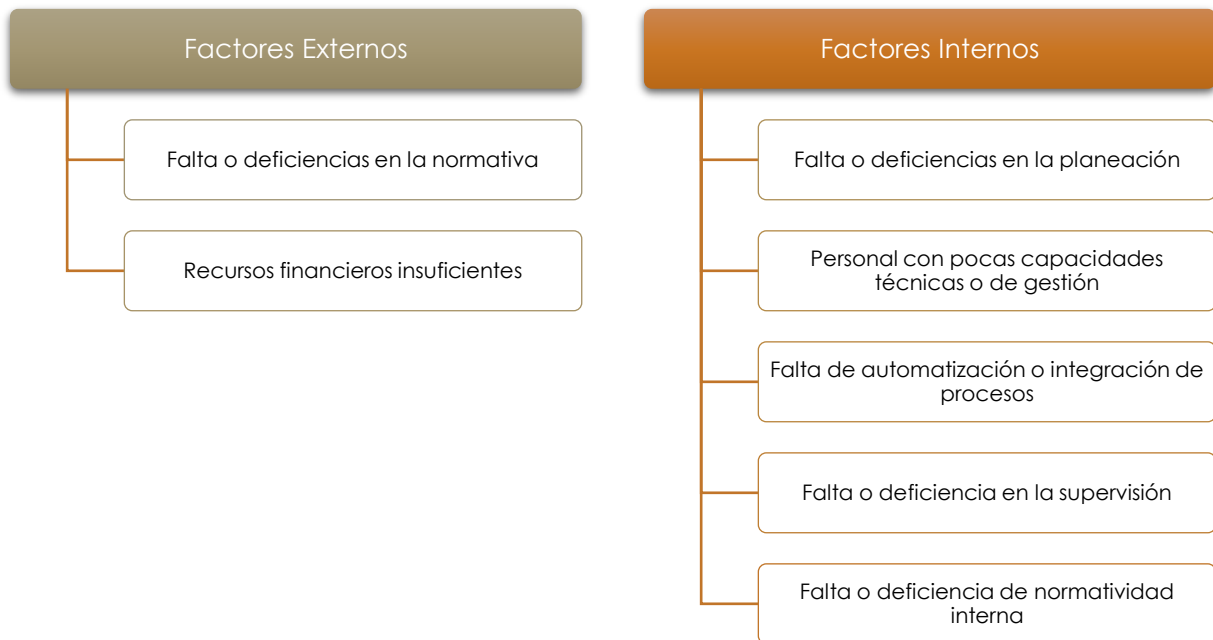 Factores Externos
Falta o deficiencias en la normativa
Recursos financieros insuficientes
Factores Internos
Falta o deficiencias en la planeación
Personal con pocas capacidades
técnicas o de gestión
Falta de automatización o integración de
procesos
Falta o deficiencia en la supervisión
Falta o deficiencia de normatividad
interna